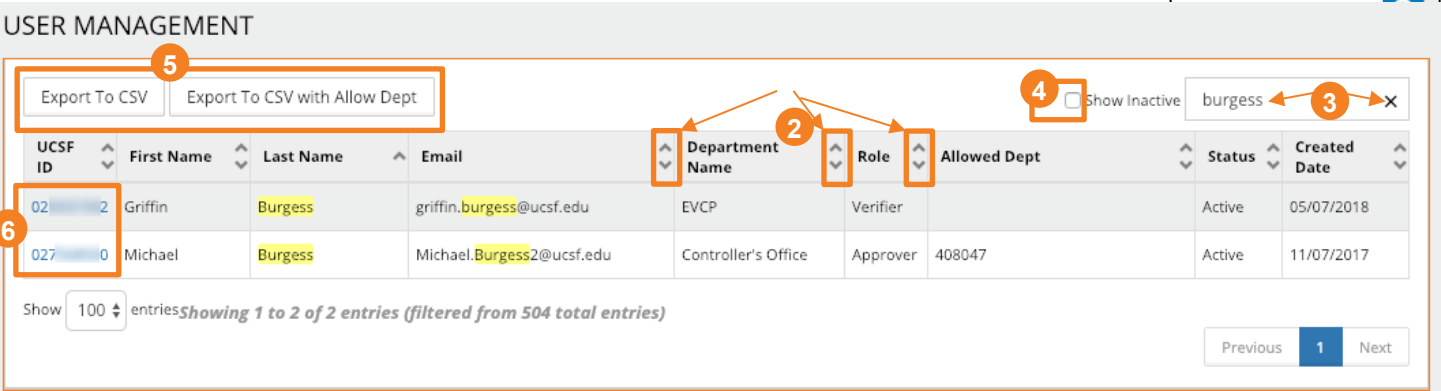 USER MANAGEMENT
5
Export To CSV Export To CSV with Allow Dept
4 Show Inactive burgess 3 ×
2
UCSF ID First Name Last Name Email Department Name Role Allowed Dept Status Created Date
02 2 Griffin Burgess griffin.burgess@ucsf.edu EVCP Verifier Active 05/07/2018
6
027 0 Michael Burgess Michael.Burgess2@ucsf.edu Controller's Office Approver 408047 Active 11/07/2017
Show 100 entries Showing 1 to 2 of 2 entries (filtered from 504 total entries)
Previous 1 Next